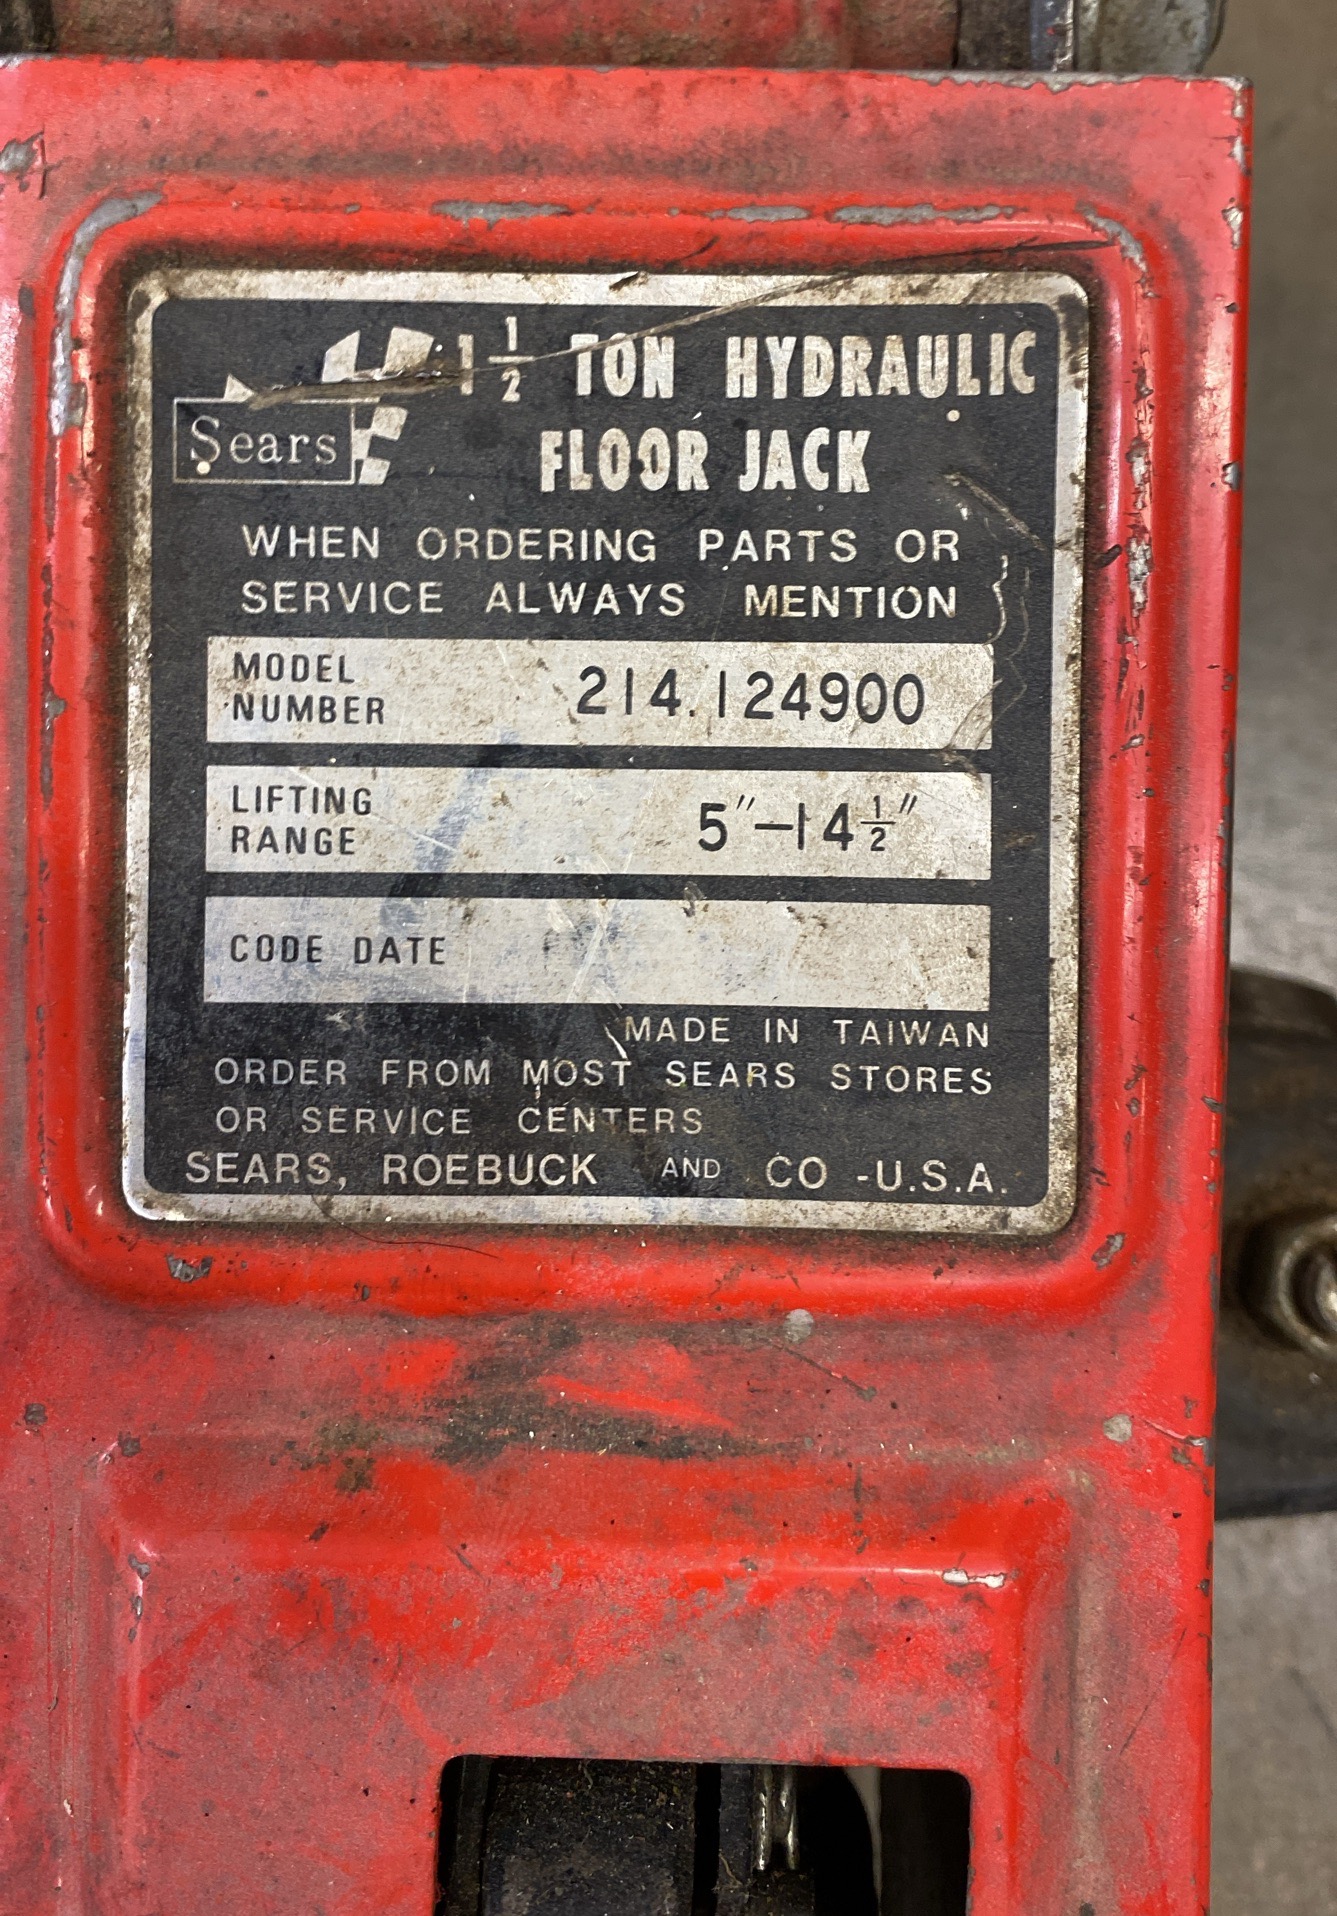 1 1/2 TON HYDRAULIC
Sears
FLOOR JACK
WHEN ORDERING PARTS OR
SERVICE ALWAYS MENTION
MODEL
NUMBER 214.124900
LIFTING
RANGE 5"–14 1/2"
CODE DATE
MADE IN TAIWAN
ORDER FROM MOST SEARS STORES
OR SERVICE CENTERS
SEARS, ROEBUCK AND CO -U.S.A.